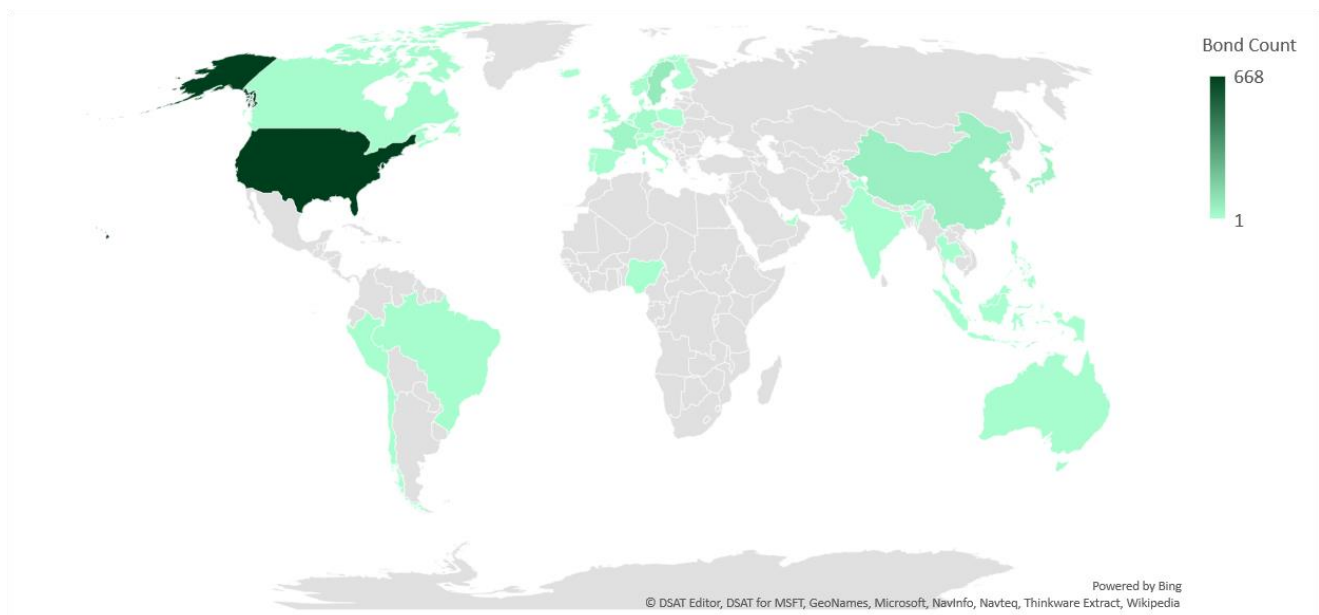 Bond Count
668
1
Powered by Bing
© DSAT Editor, DSAT for MSFT, GeoNames, Microsoft, NavInfo, Navteq, Thinkware Extract, Wikipedia